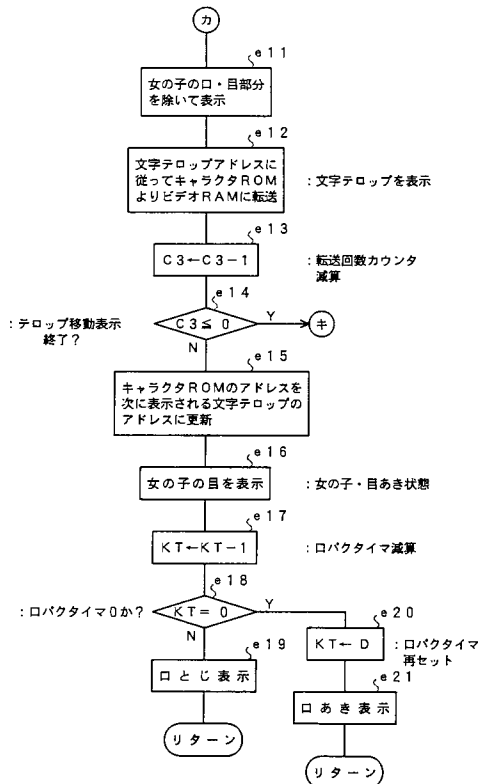 カ
e11
女の子の口・目部分
を除いて表示
e12
文字テロップアドレスに
従ってキャラクタROM
よりビデオRAMに転送
:文字テロップを表示
e13
C3←C3−1
:転送回数カウンタ
減算
e14
:テロップ移動表示
終了?
C3≦0
Y
キ
N
e15
キャラクタROMのアドレスを
次に表示される文字テロップの
アドレスに更新
e16
女の子の目を表示
:女の子・目あき状態
e17
KT←KT−1
:口パクタイマ減算
e18
:口パクタイマ0か?
KT=0
Y
N
e19
口とじ表示
リターン
e20
KT←D
:口パクタイマ
再セット
e21
口あき表示
リターン